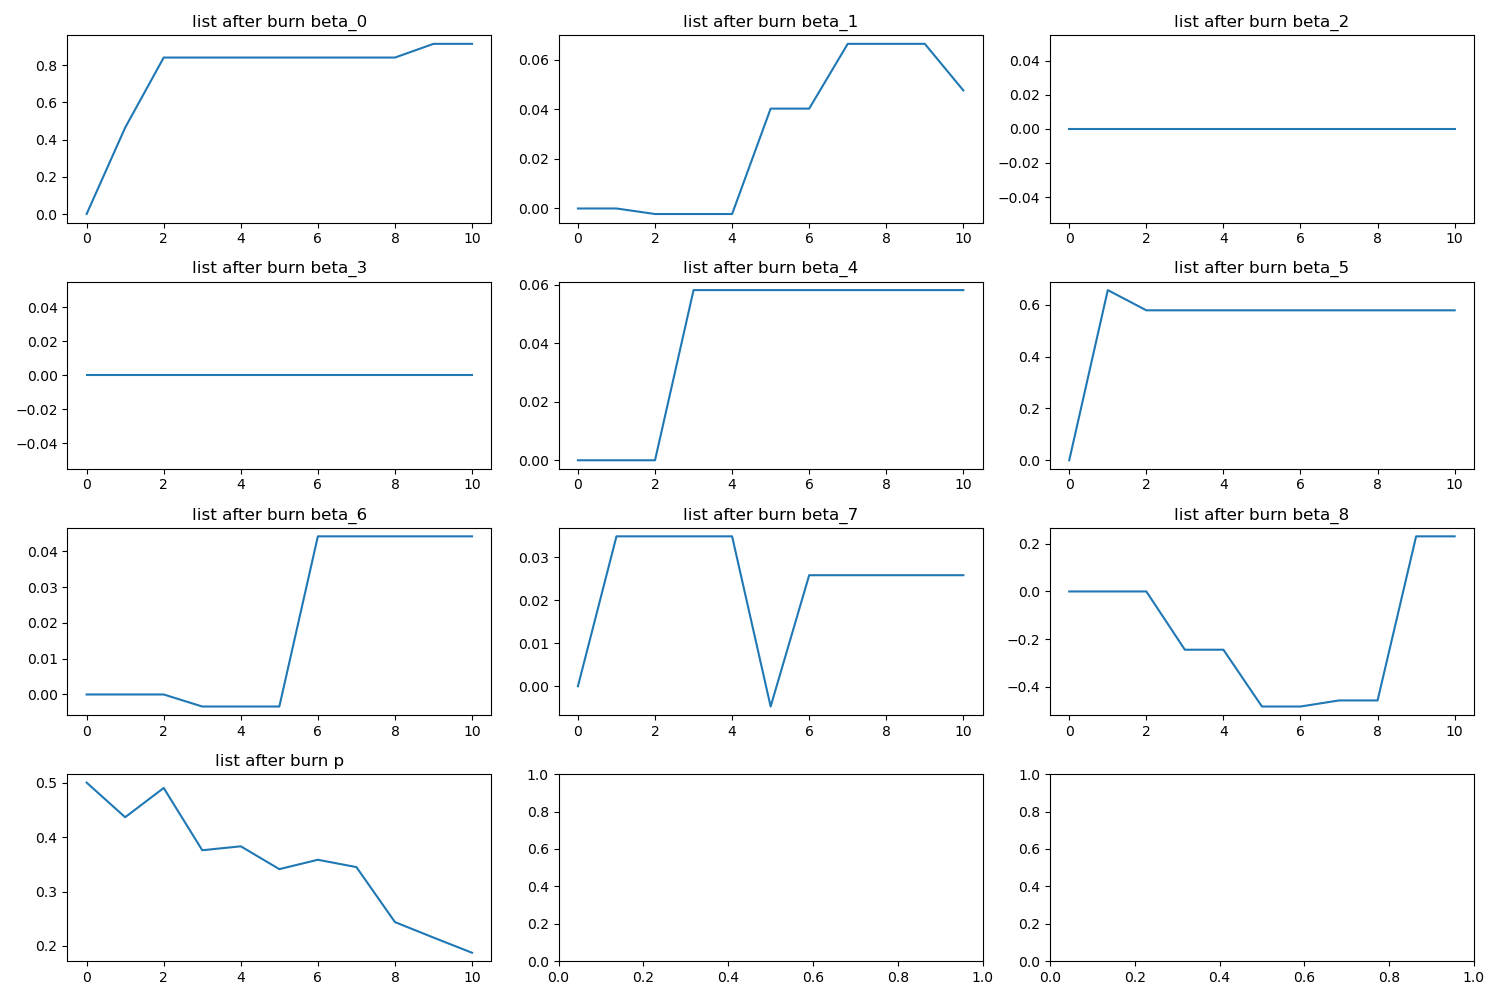 list after burn beta_0
0.8
0.6
0.4
0.2
0.0
0 2 4 6 8 10
list after burn beta_1
0.06
0.04
0.02
0.00
0 2 4 6 8 10
list after burn beta_2
0.04
0.02
0.00
−0.02
−0.04
0 2 4 6 8 10
list after burn beta_3
0.04
0.02
0.00
−0.02
−0.04
0 2 4 6 8 10
list after burn beta_4
0.06
0.04
0.02
0.00
0 2 4 6 8 10
list after burn beta_5
0.6
0.4
0.2
0.0
0 2 4 6 8 10
list after burn beta_6
0.04
0.03
0.02
0.01
0.00
0 2 4 6 8 10
list after burn beta_7
0.03
0.02
0.01
0.00
0 2 4 6 8 10
list after burn beta_8
0.2
0.0
−0.2
−0.4
0 2 4 6 8 10
list after burn p
0.5
0.4
0.3
0.2
0 2 4 6 8 10
1.0
0.8
0.6
0.4
0.2
0.0
0.0 0.2 0.4 0.6 0.8 1.0
1.0
0.8
0.6
0.4
0.2
0.0
0.0 0.2 0.4 0.6 0.8 1.0